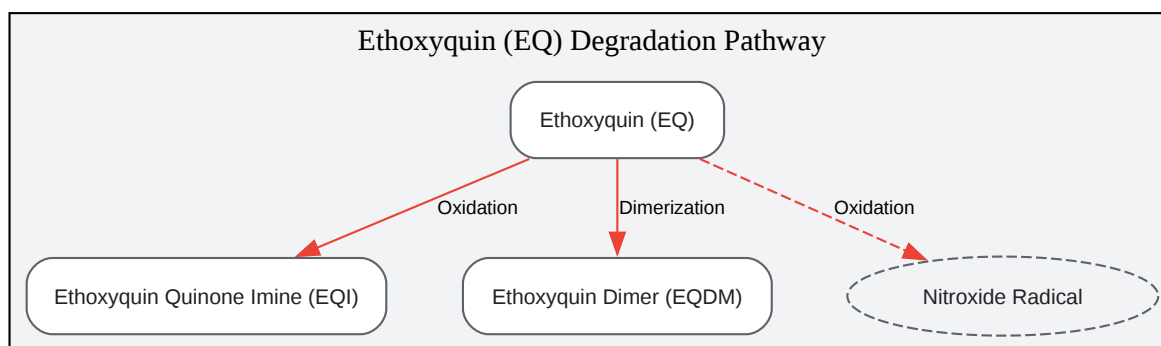 Ethoxyquin (EQ) Degradation Pathway
Ethoxyquin (EQ)
Oxidation
Dimerization
Oxidation
Ethoxyquin Quinone Imine (EQI)
Ethoxyquin Dimer (EQDM)
Nitroxide Radical